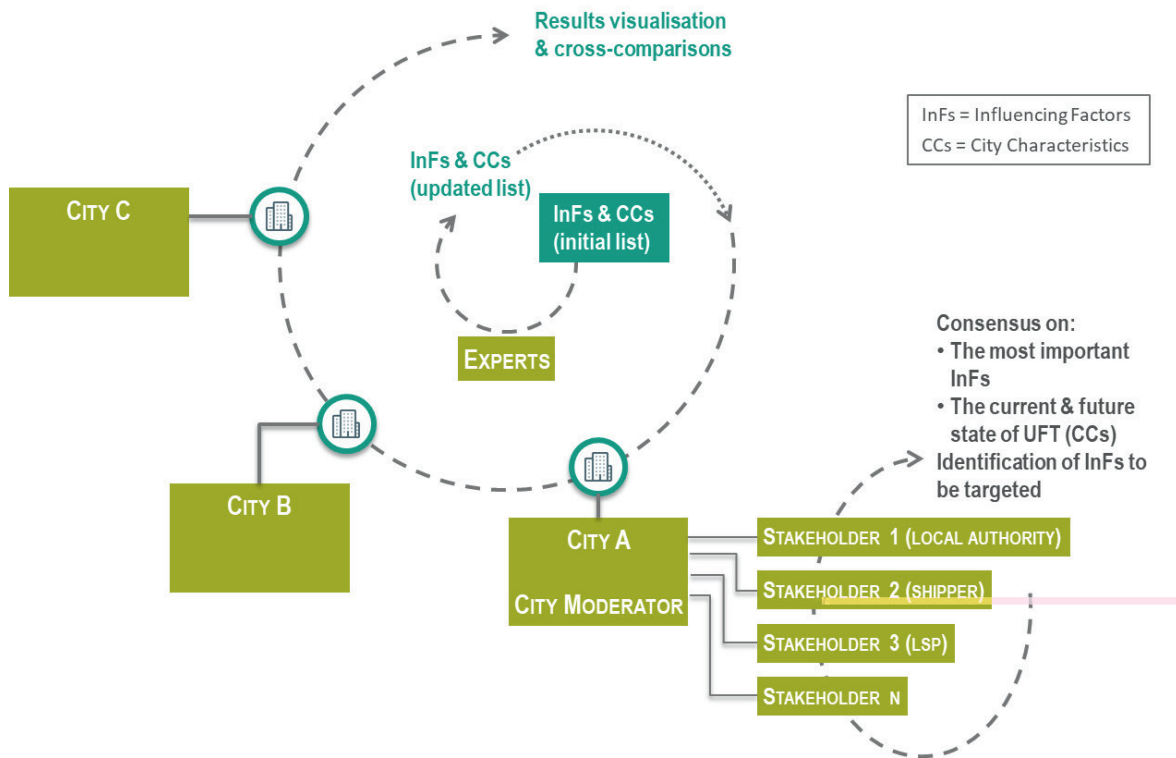 Results visualisation
& cross-comparisons
InFs = Influencing Factors
CCs = City Characteristics
InFs & CCs
(updated list)
InFs & CCs
(initial list)
CITY C
EXPERTS
Consensus on:
• The most important
InFs
• The current & future
state of UFT (CCs)
Identification of InFs to
be targeted
CITY B
CITY A
CITY MODERATOR
STAKEHOLDER 1 (LOCAL AUTHORITY)
STAKEHOLDER 2 (SHIPPER)
STAKEHOLDER 3 (LSP)
STAKEHOLDER N